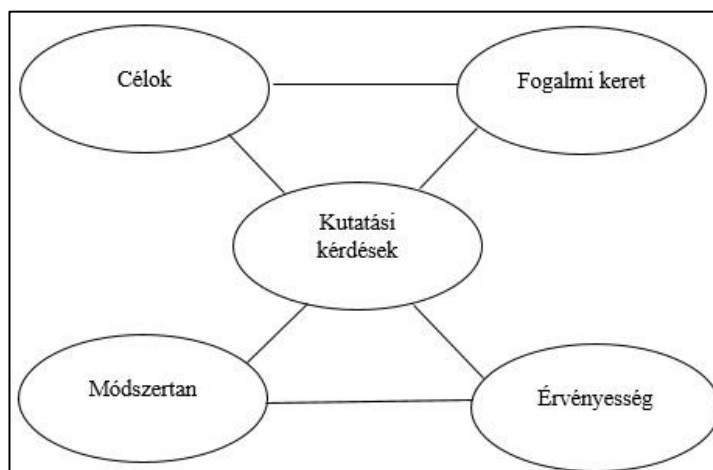 Célok
Fogalmi keret
Kutatási
kérdések
Módszertan
Érvényesség